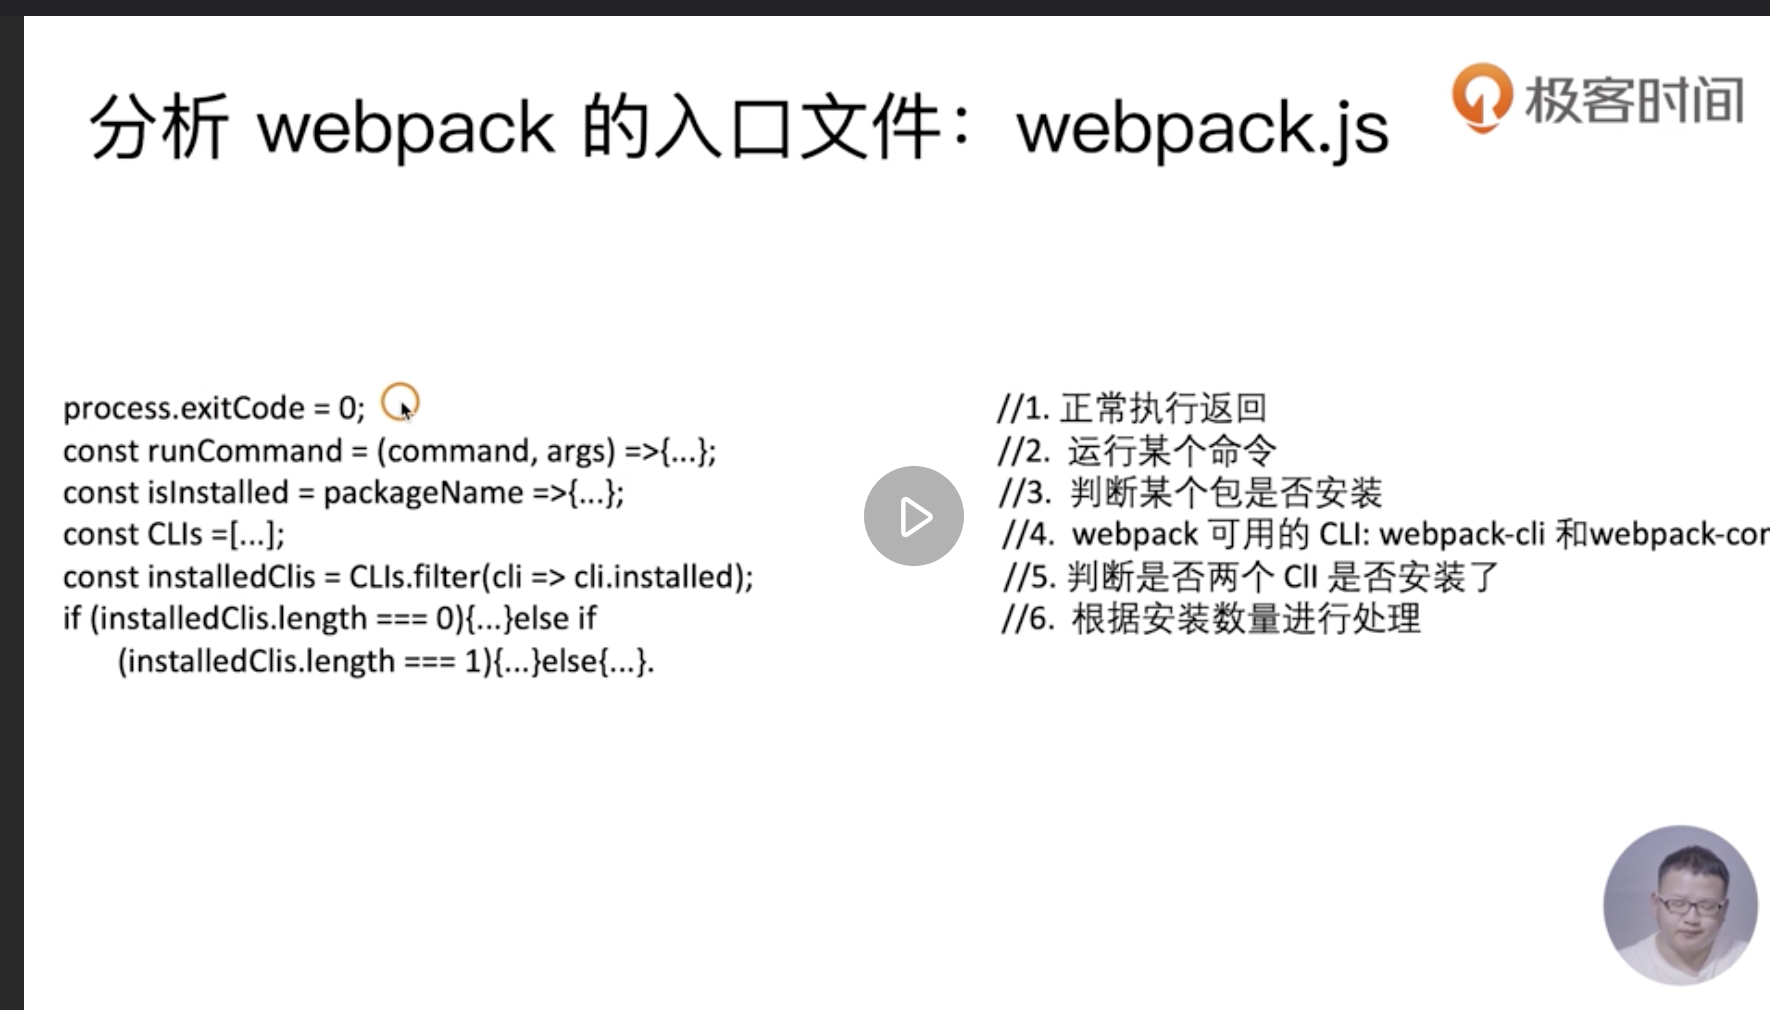 分析 webpack 的入口文件：webpack.js
极客时间
process.exitCode = 0;
//1. 正常执行返回
const runCommand = (command, args) =>{...};
//2. 运行某个命令
const isInstalled = packageName =>{...};
//3. 判断某个包是否安装
const CLIs =[...];
//4. webpack 可用的 CLI: webpack-cli 和webpack-con
const installedClis = CLIs.filter(cli => cli.installed);
//5. 判断是否两个 ClI 是否安装了
if (installedClis.length === 0){...}else if
//6. 根据安装数量进行处理
(installedClis.length === 1){...}else{...}.